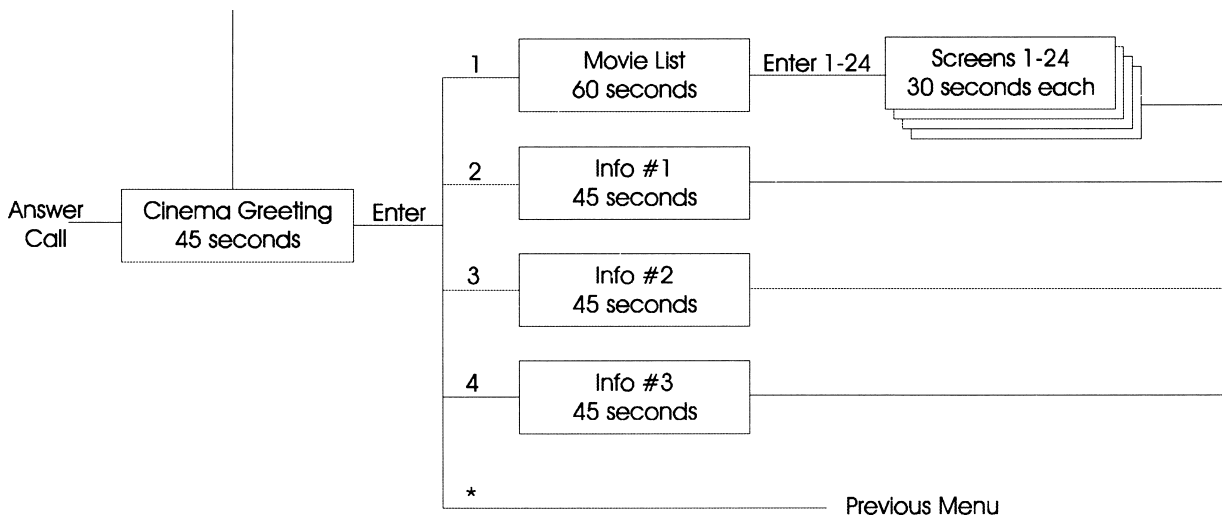 Answer
Call
Cinema Greeting
45 seconds
Enter
1
Movie List
60 seconds
Enter 1-24
Screens 1-24
30 seconds each
2
Info #1
45 seconds
3
Info #2
45 seconds
4
Info #3
45 seconds
*
Previous Menu